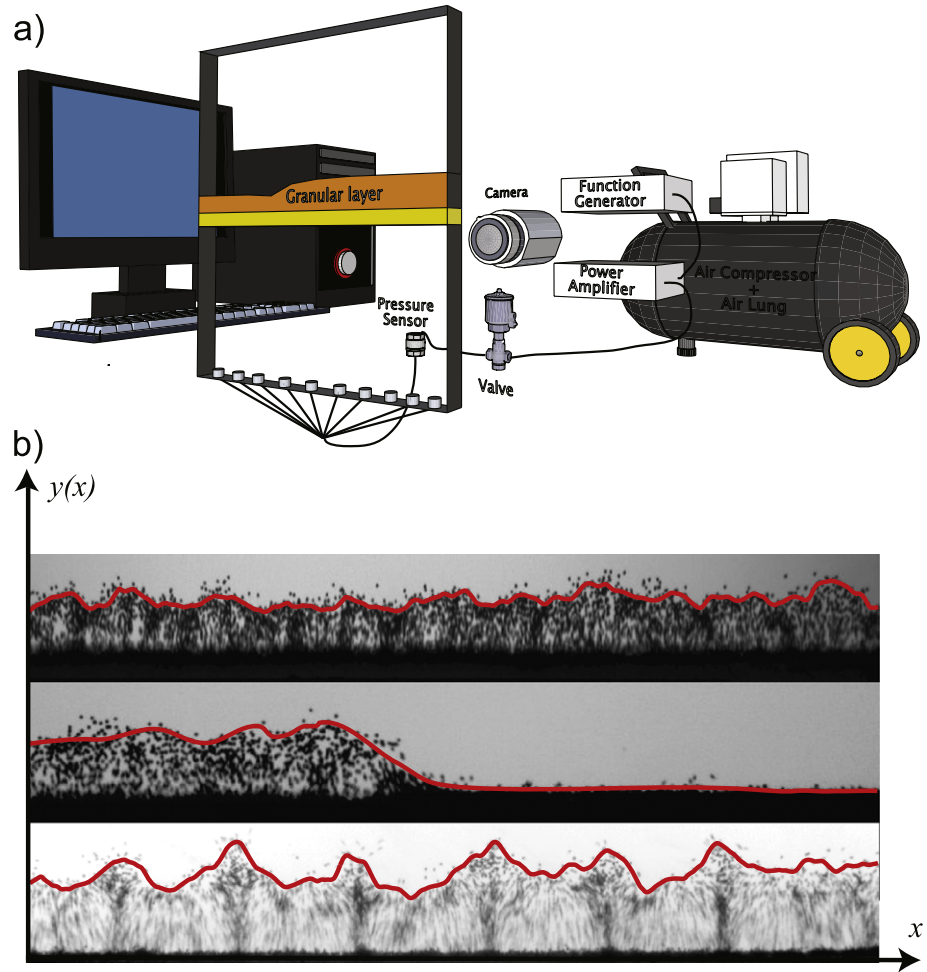 a)
Granular layer
Camera
Function
Generator
Power
Amplifier
Air Compressor
+
Air Lung
Pressure
Sensor
Valve
b)
y(x)
x